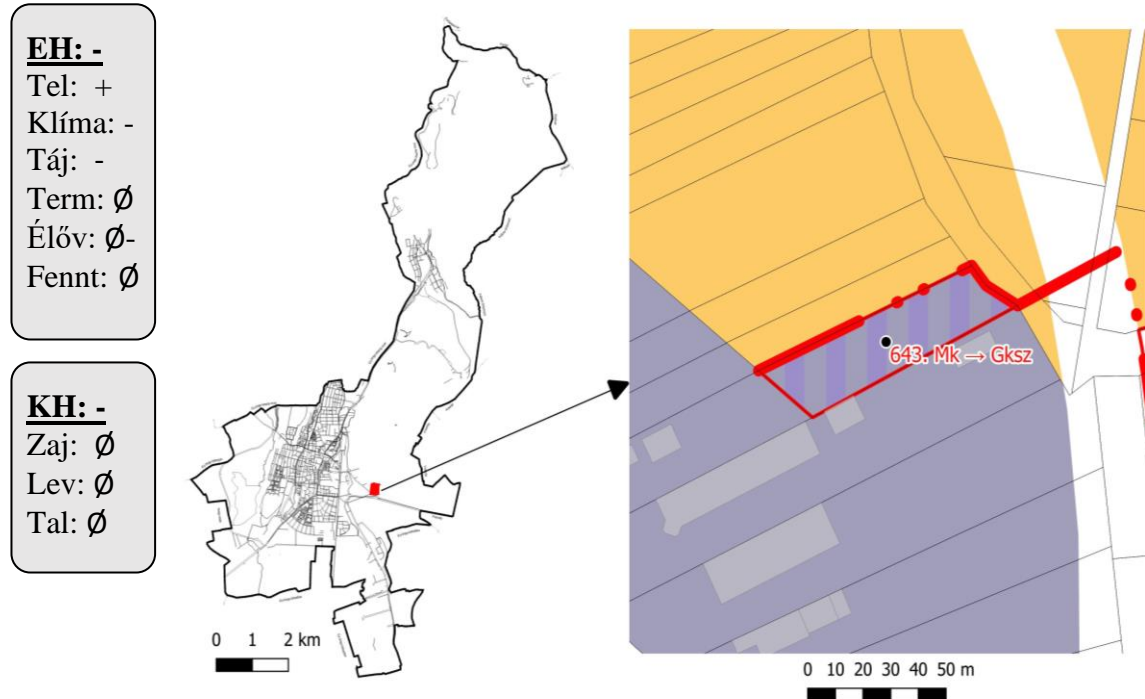 EH: -
Tel: +
Klíma: -
Táj: -
Term: Ø
Élőv: Ø-
Fennt: Ø
KH: -
Zaj: Ø
Lev: Ø
Tal: Ø
0 1 2 km
643. Mk → Gksz
0 10 20 30 40 50 m